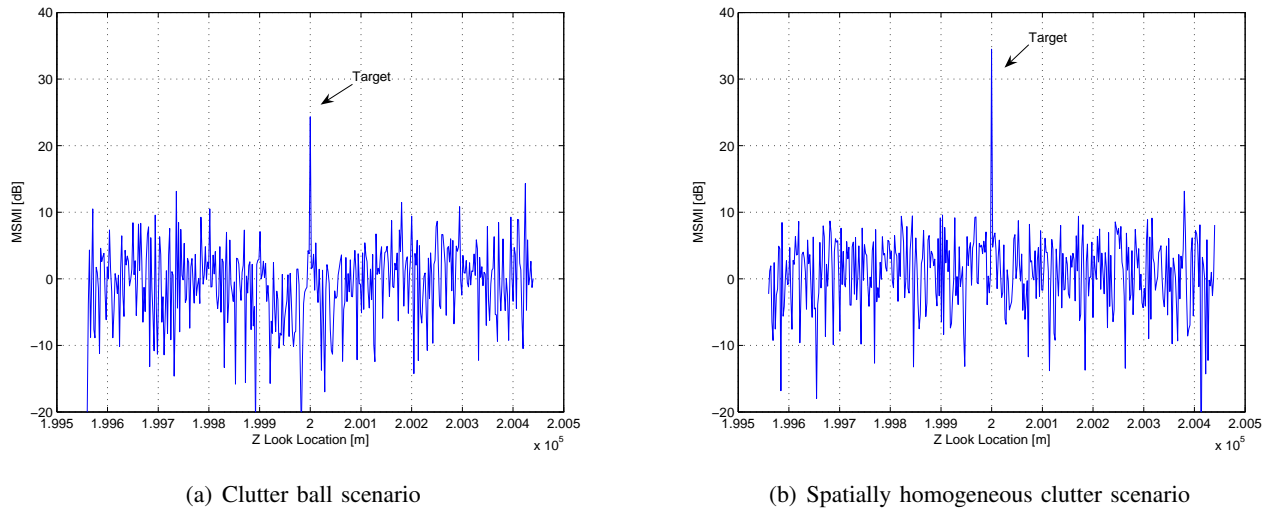 40
30
20
10
0
−10
−20
MSMI [dB]
Target
1.995 1.996 1.997 1.998 1.999 2 2.001 2.002 2.003 2.004 2.005
Z Look Location [m]
x 10^5
(a) Clutter ball scenario
40
30
20
10
0
−10
−20
MSMI [dB]
Target
1.995 1.996 1.997 1.998 1.999 2 2.001 2.002 2.003 2.004 2.005
Z Look Location [m]
x 10^5
(b) Spatially homogeneous clutter scenario